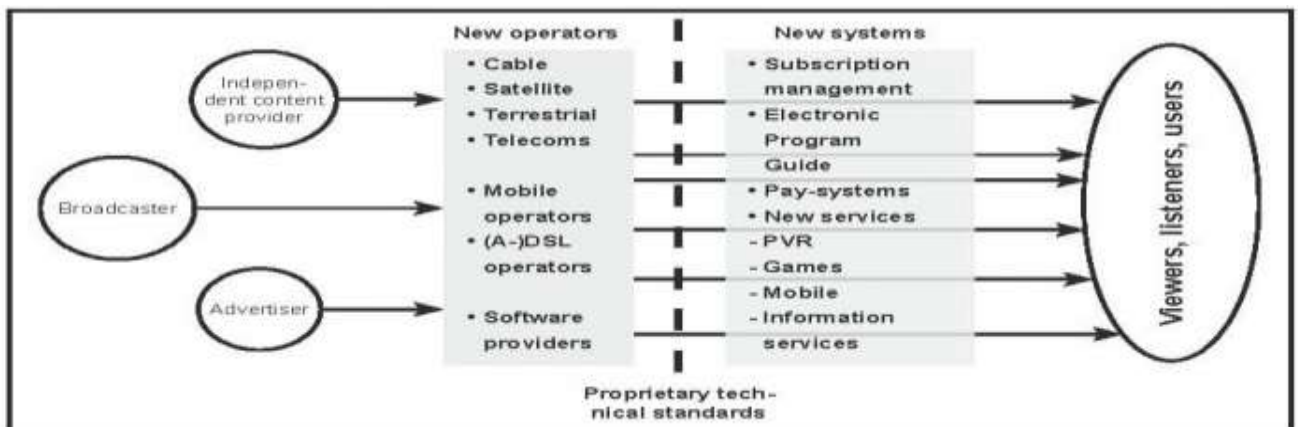 Indepen-
dent content
provider
Broadcaster
Advertiser
New operators
• Cable
• Satellite
• Terrestrial
• Telecoms
• Mobile
operators
• (A-)DSL
operators
• Software
providers
Proprietary tech-
nical standards
New systems
• Subscription
management
• Electronic
Program
Guide
• Pay-systems
• New services
- PVR
- Games
- Mobile
- Information
services
Viewers, listeners, users